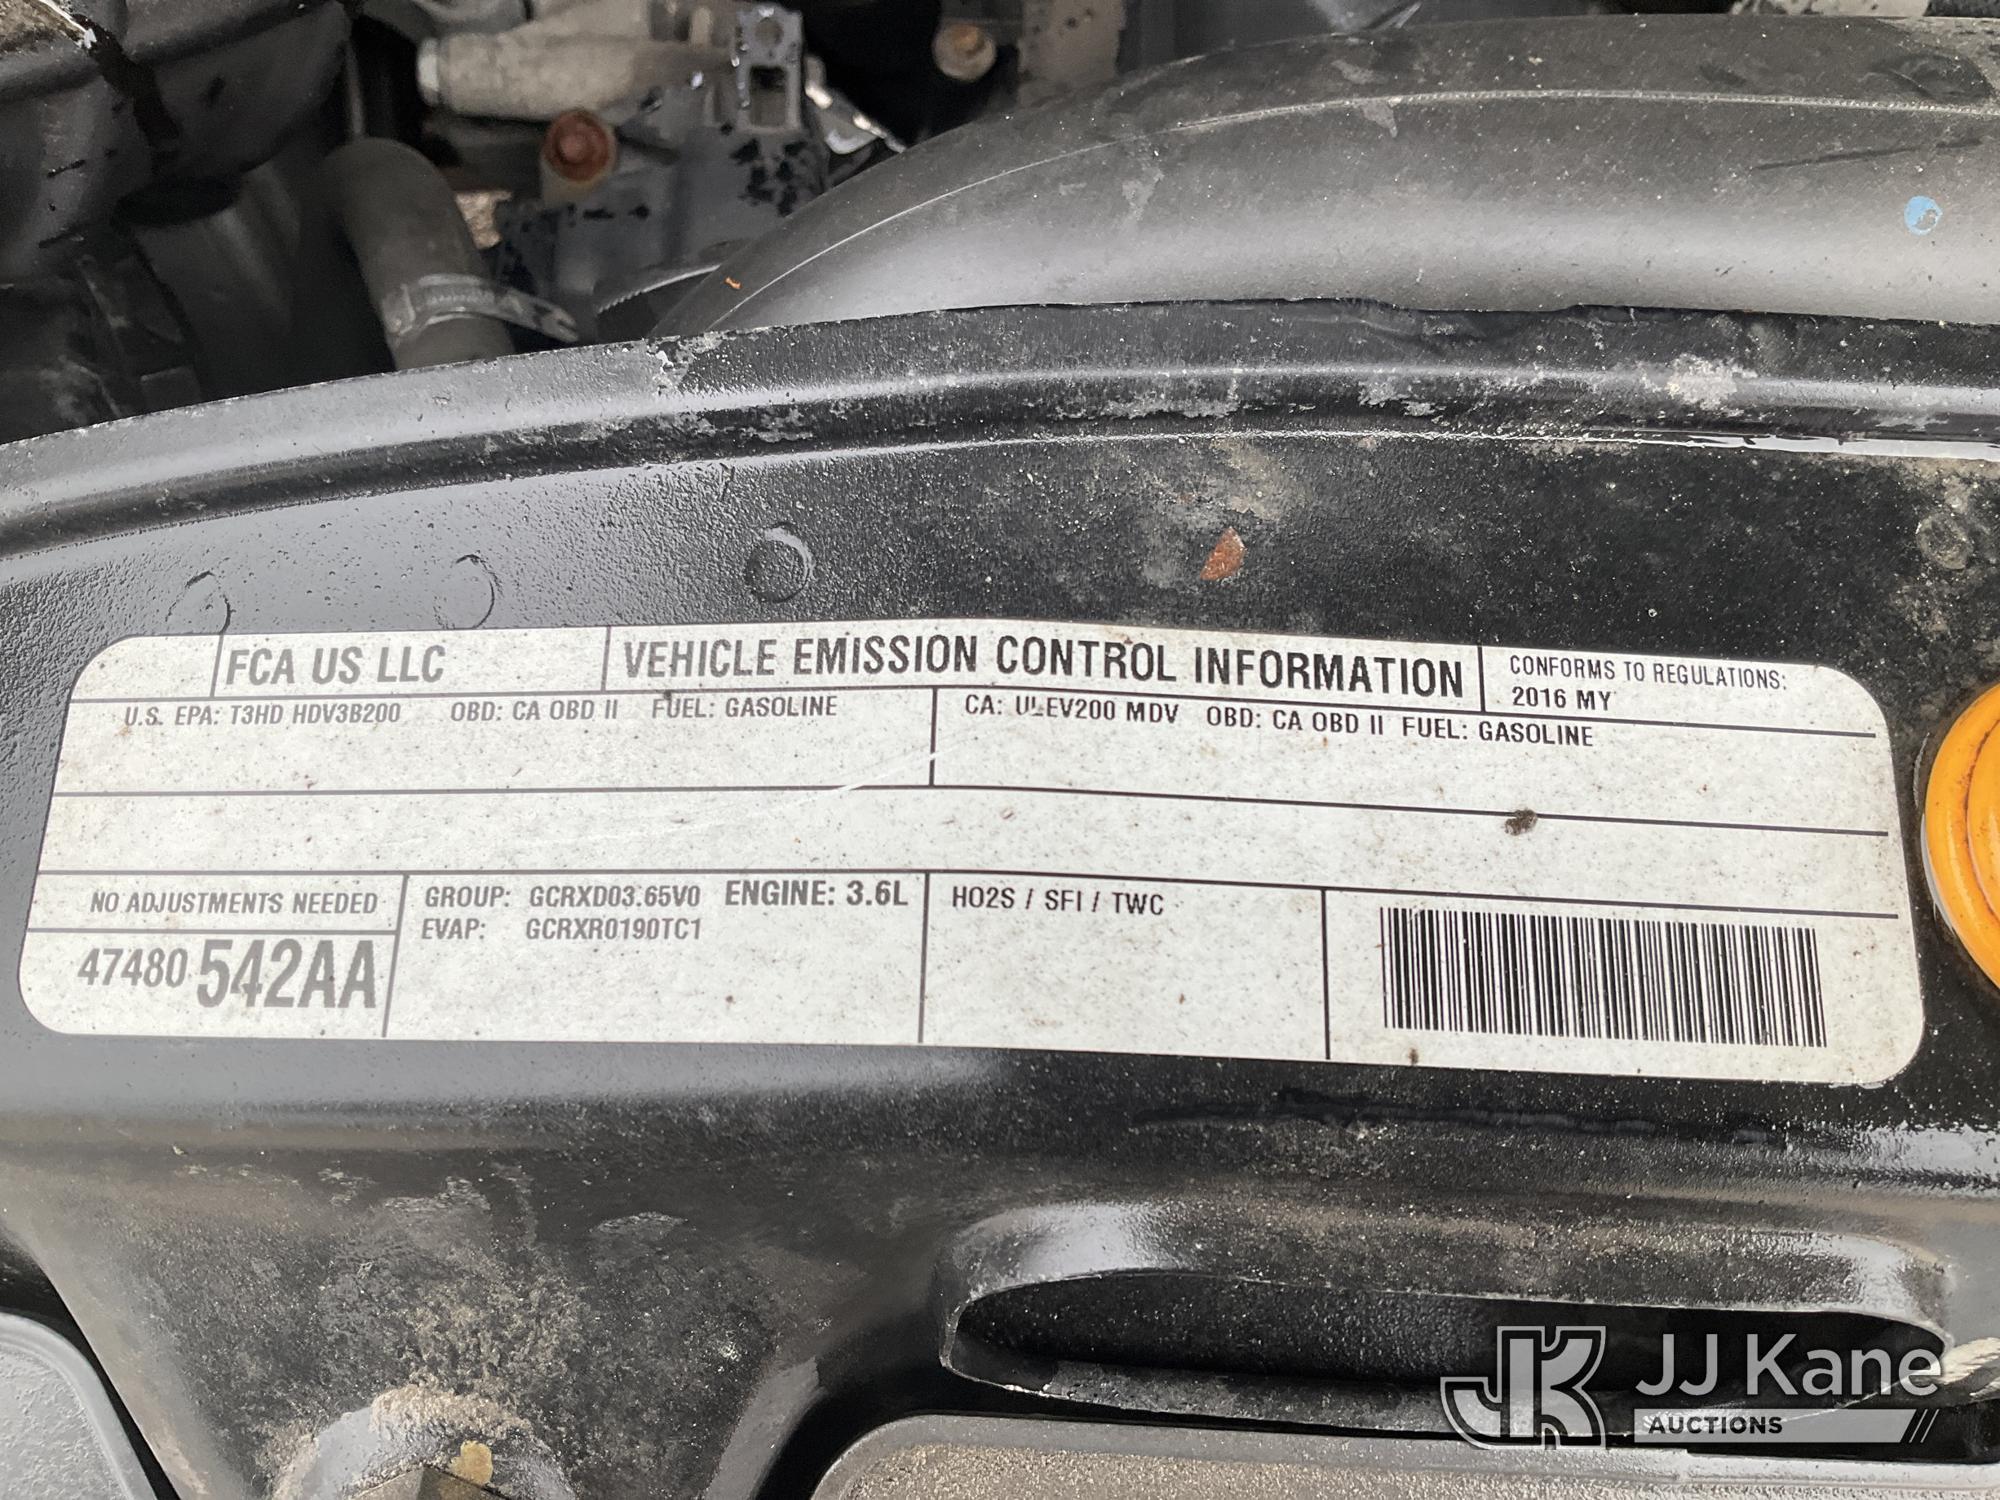 FCA US LLC
VEHICLE EMISSION CONTROL INFORMATION
CONFORMS TO REGULATIONS:
2016 MY
U.S. EPA: T3HD HDV3B200 OBD: CA OBD II FUEL: GASOLINE
CA: ULEV200 MDV OBD: CA OBD II FUEL: GASOLINE
NO ADJUSTMENTS NEEDED
47480 542AA
GROUP: GCRXD03.65V0 ENGINE: 3.6L
EVAP: GCRXR0190TC1
HO2S / SFI / TWC
JK JJ Kane
AUCTIONS